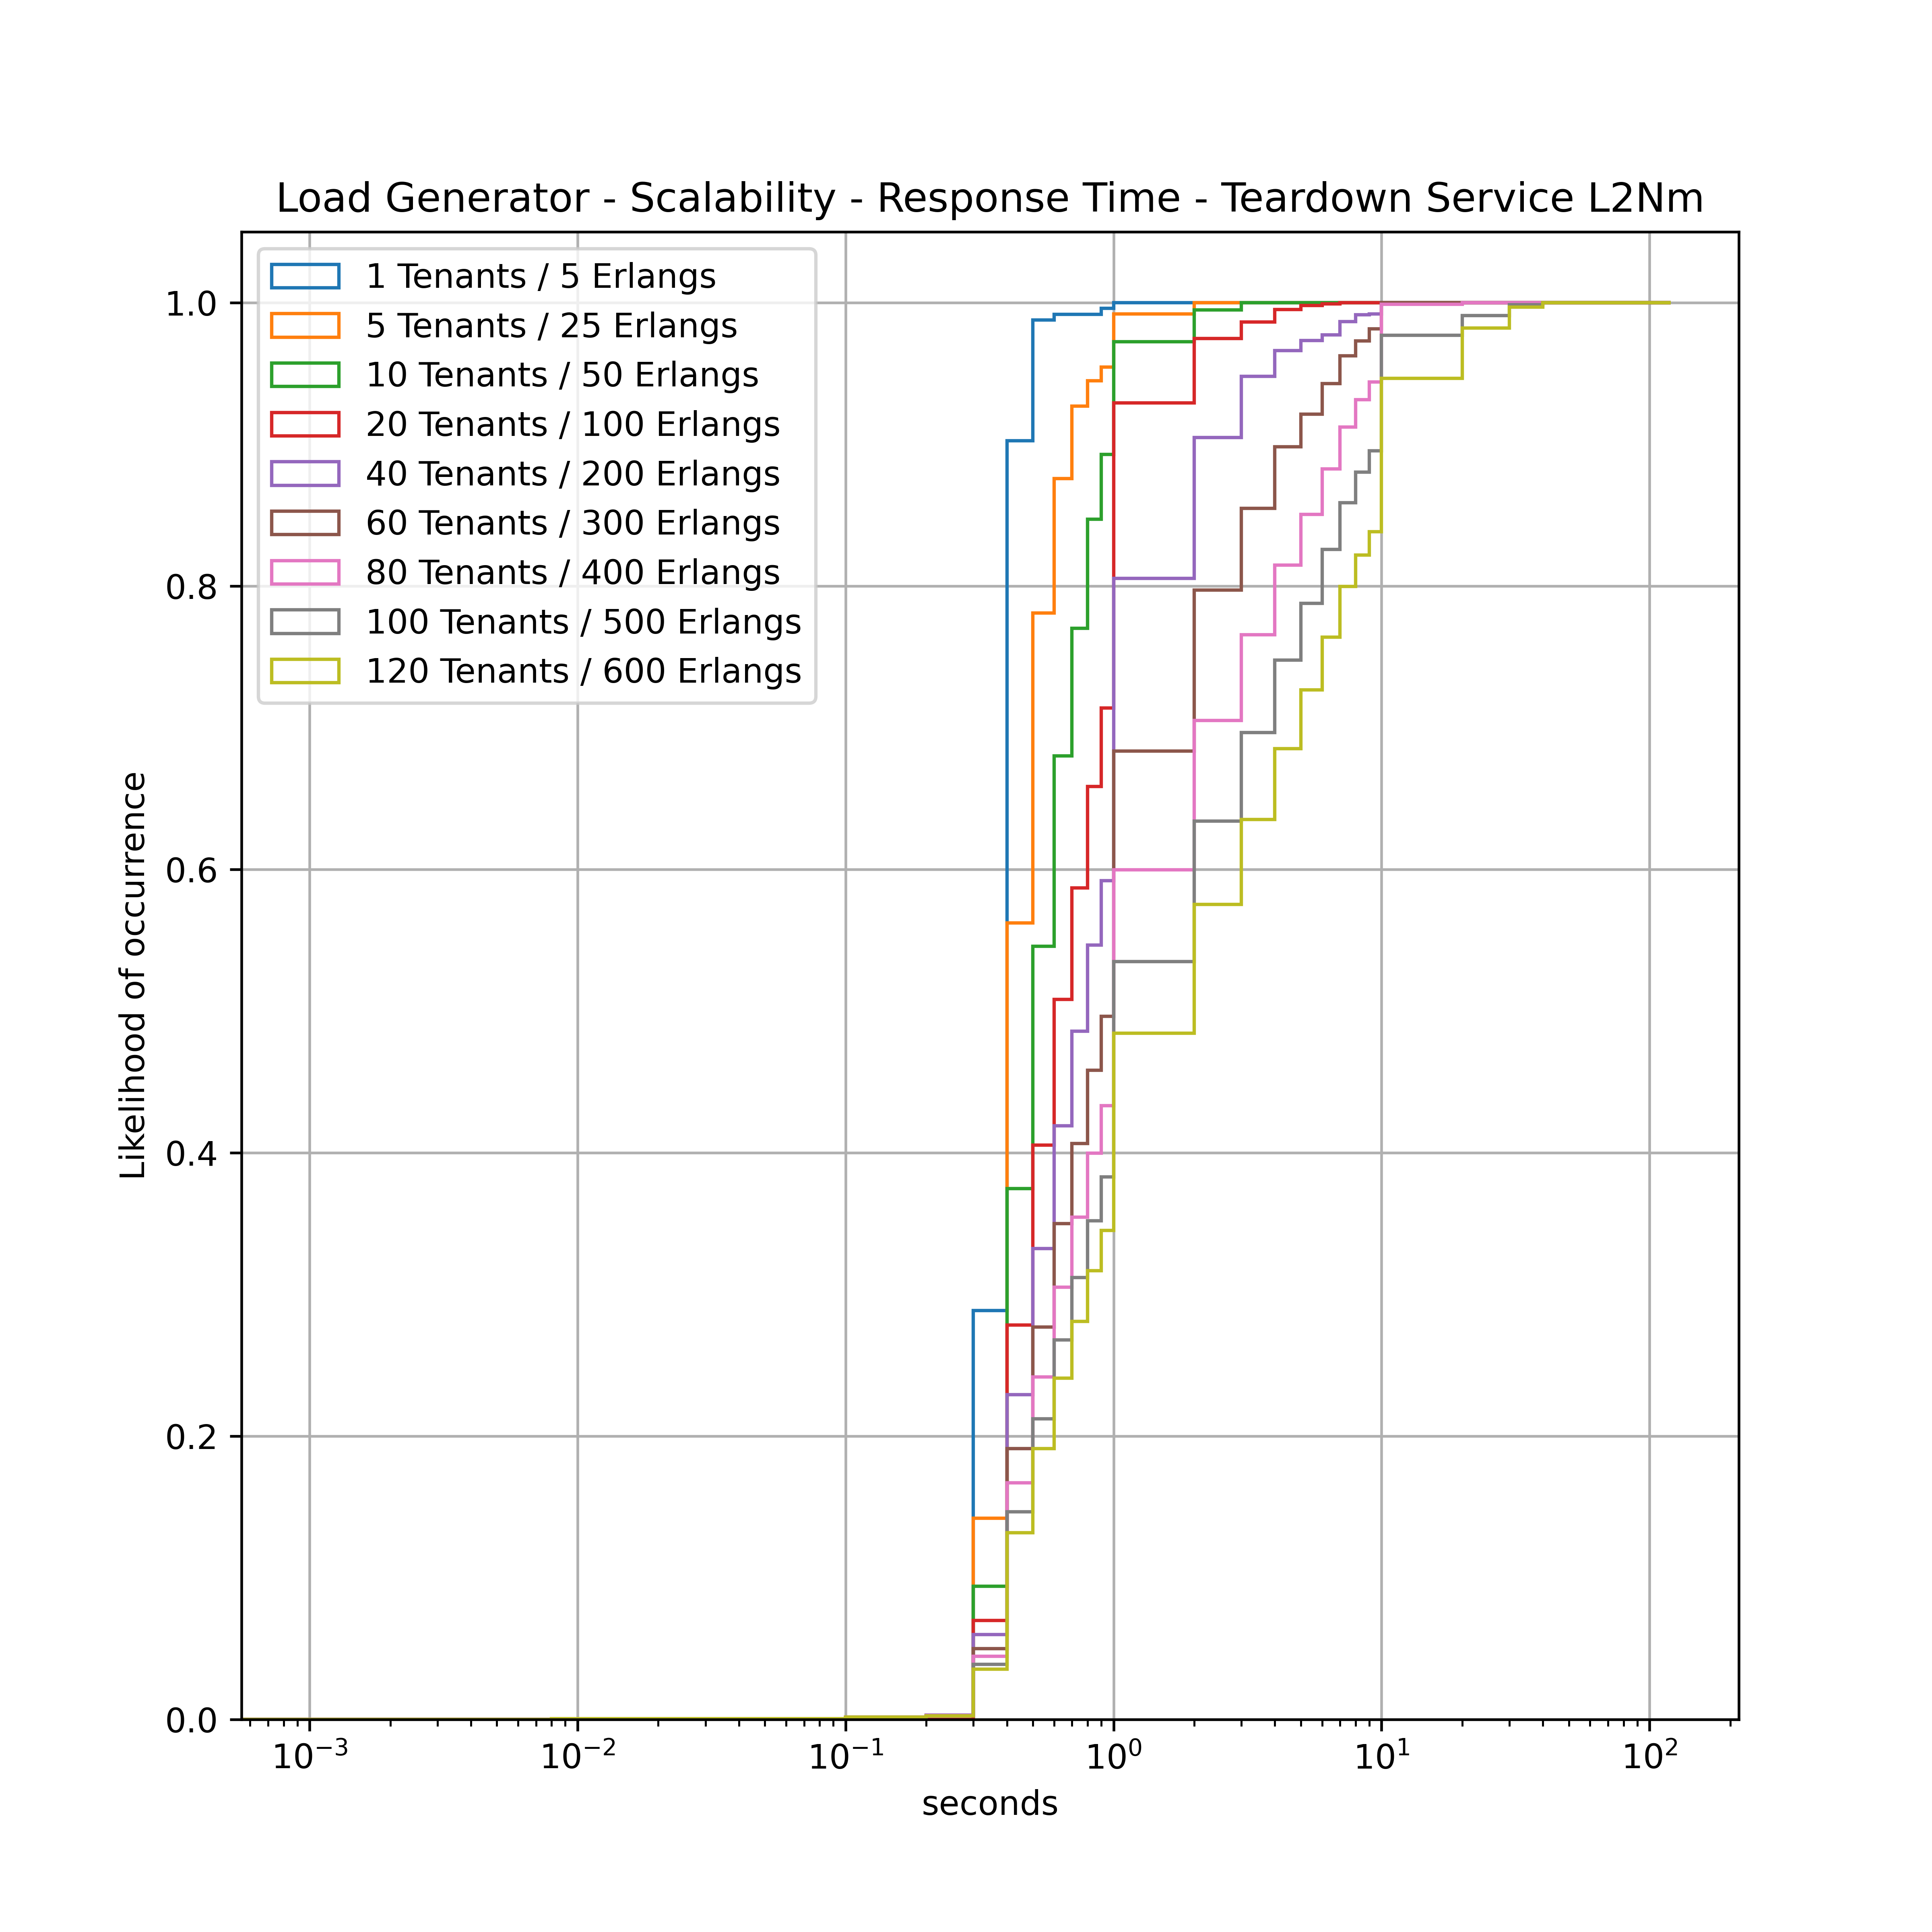 Load Generator - Scalability - Response Time - Teardown Service L2Nm
1 Tenants / 5 Erlangs
5 Tenants / 25 Erlangs
10 Tenants / 50 Erlangs
20 Tenants / 100 Erlangs
40 Tenants / 200 Erlangs
60 Tenants / 300 Erlangs
80 Tenants / 400 Erlangs
100 Tenants / 500 Erlangs
120 Tenants / 600 Erlangs
Likelihood of occurrence
1.0
0.8
0.6
0.4
0.2
0.0
10⁻³ 10⁻² 10⁻¹ 10⁰ 10¹ 10²
seconds